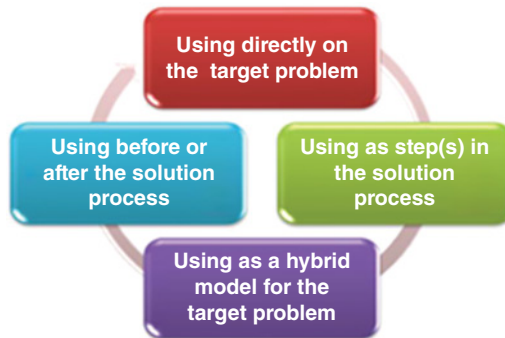 Using directly on
the target problem
Using before or
after the solution
process
Using as step(s) in
the solution
process
Using as a hybrid
model for the
target problem